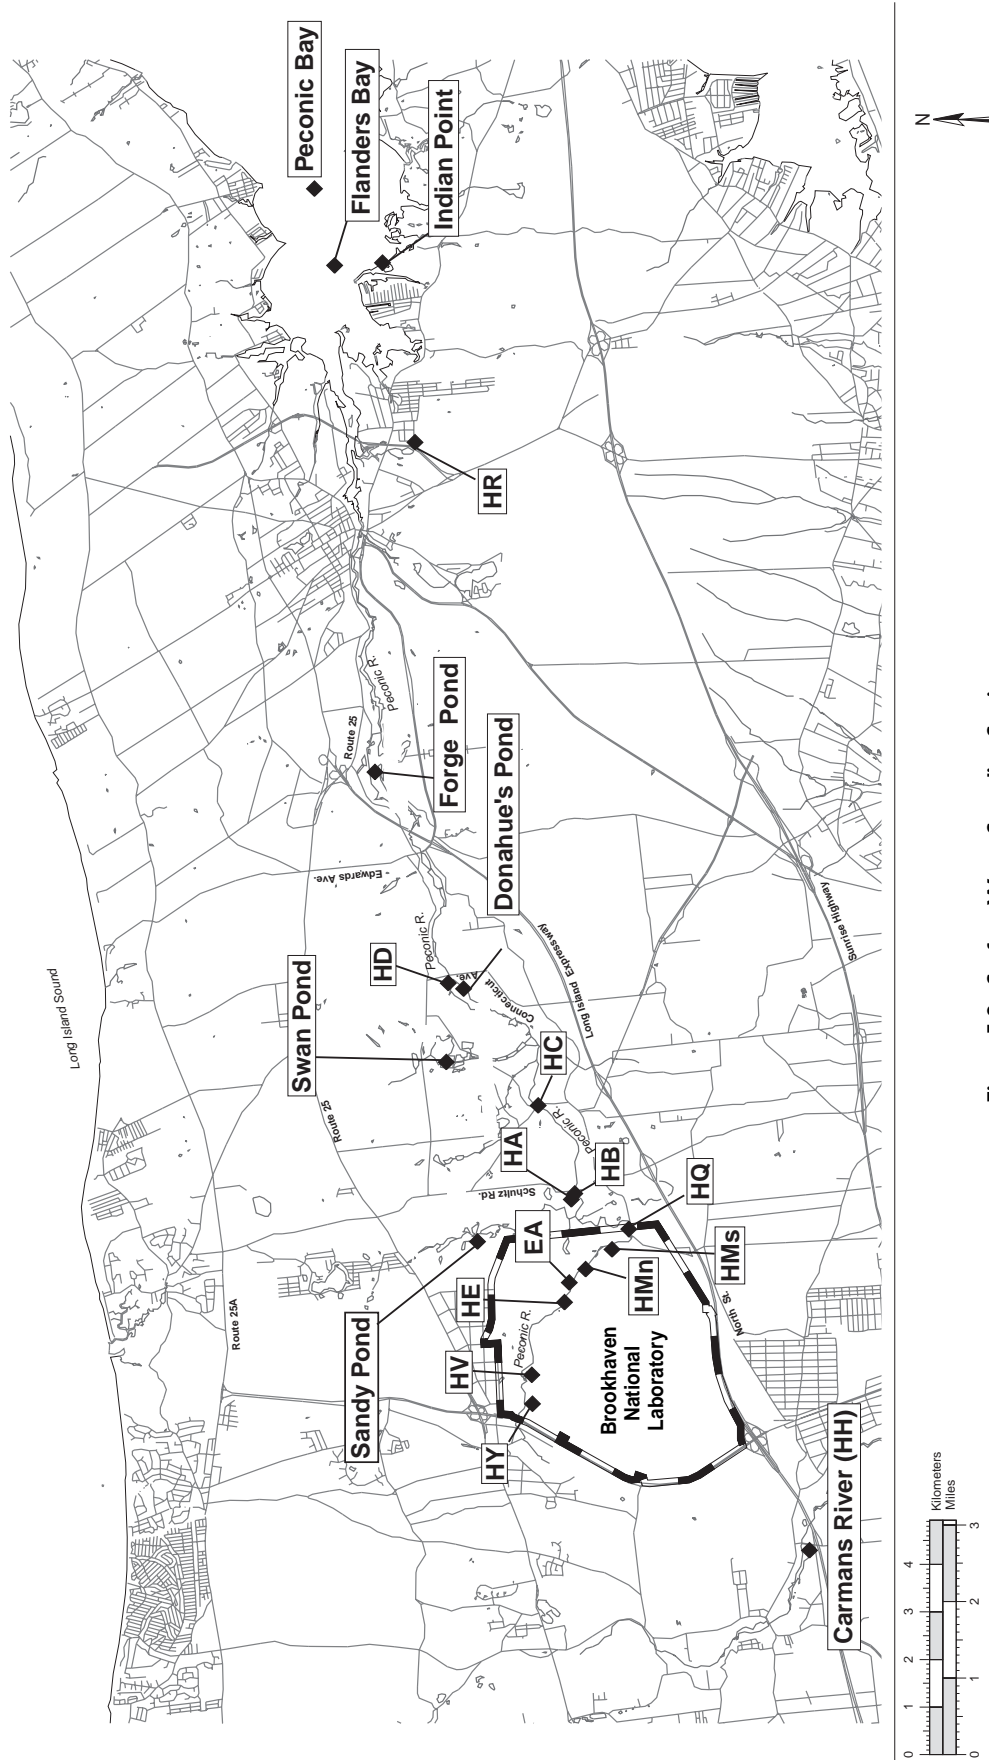 Long Island Sound
Peconic Bay
Flanders Bay
Indian Point
HR
Peconic R.
Route 25
Forge Pond
Donahue's Pond
Edwards Ave.
Peconic R.
HD
Connecticut Ave.
Swan Pond
Long Island Expressway
Sunrise Highway
HC
Peconic R.
Route 25
HA
HB
Schultz Rd.
HQ
EA
HMs
HMn
HE
Sandy Pond
Peconic R.
HV
HY
Brookhaven
National
Laboratory
North St.
Route 25A
Carmans River (HH)
N
0 1 2 3 4
Kilometers
Miles
0 1 2 3